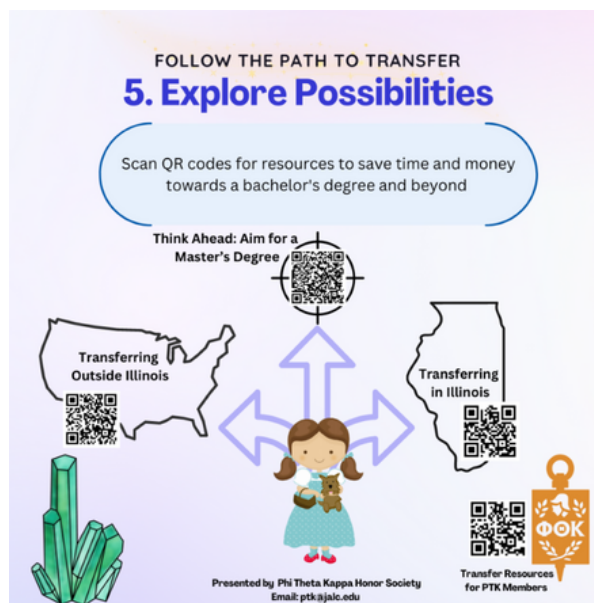 FOLLOW THE PATH TO TRANSFER
5. Explore Possibilities
Scan QR codes for resources to save time and money
towards a bachelor's degree and beyond
Think Ahead: Aim for a
Master's Degree
Transferring
Outside Illinois
Transferring
in Illinois
ΦΘΚ
Transfer Resources
for PTK Members
Presented by Phi Theta Kappa Honor Society
Email: ptk@jalc.edu